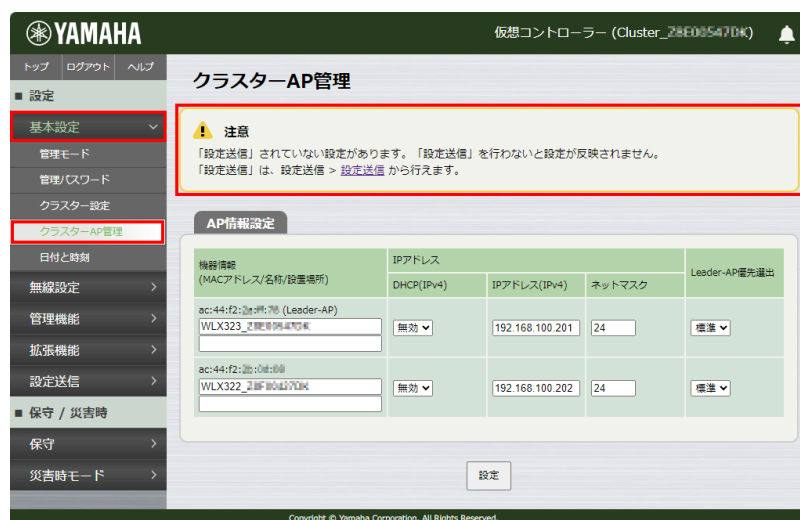 YAMAHA
仮想コントローラー (Cluster_
トップ ログアウト ヘルプ
■ 設定
基本設定
管理モード
管理パスワード
クラスター設定
クラスターAP管理
日付と時刻
無線設定
管理機能
拡張機能
設定送信
■ 保守 / 災害時
保守
災害時モード
クラスターAP管理
注意
「設定送信」されていない設定があります。「設定送信」を行わないと設定が反映されません。
「設定送信」は、設定送信 > 設定送信 から行えます。
AP情報設定
機器情報
(MACアドレス/名称/設置場所)
IPアドレス
DHCP(IPv4) IPアドレス(IPv4) ネットマスク
Leader-AP優先選出
ac:44:f2: (Leader-AP)
WLX323_
無効 192.168.100.201 24 標準
ac:44:f2:
WLX322_
無効 192.168.100.202 24 標準
設定
Copyright © Yamaha Corporation. All Rights Reserved.